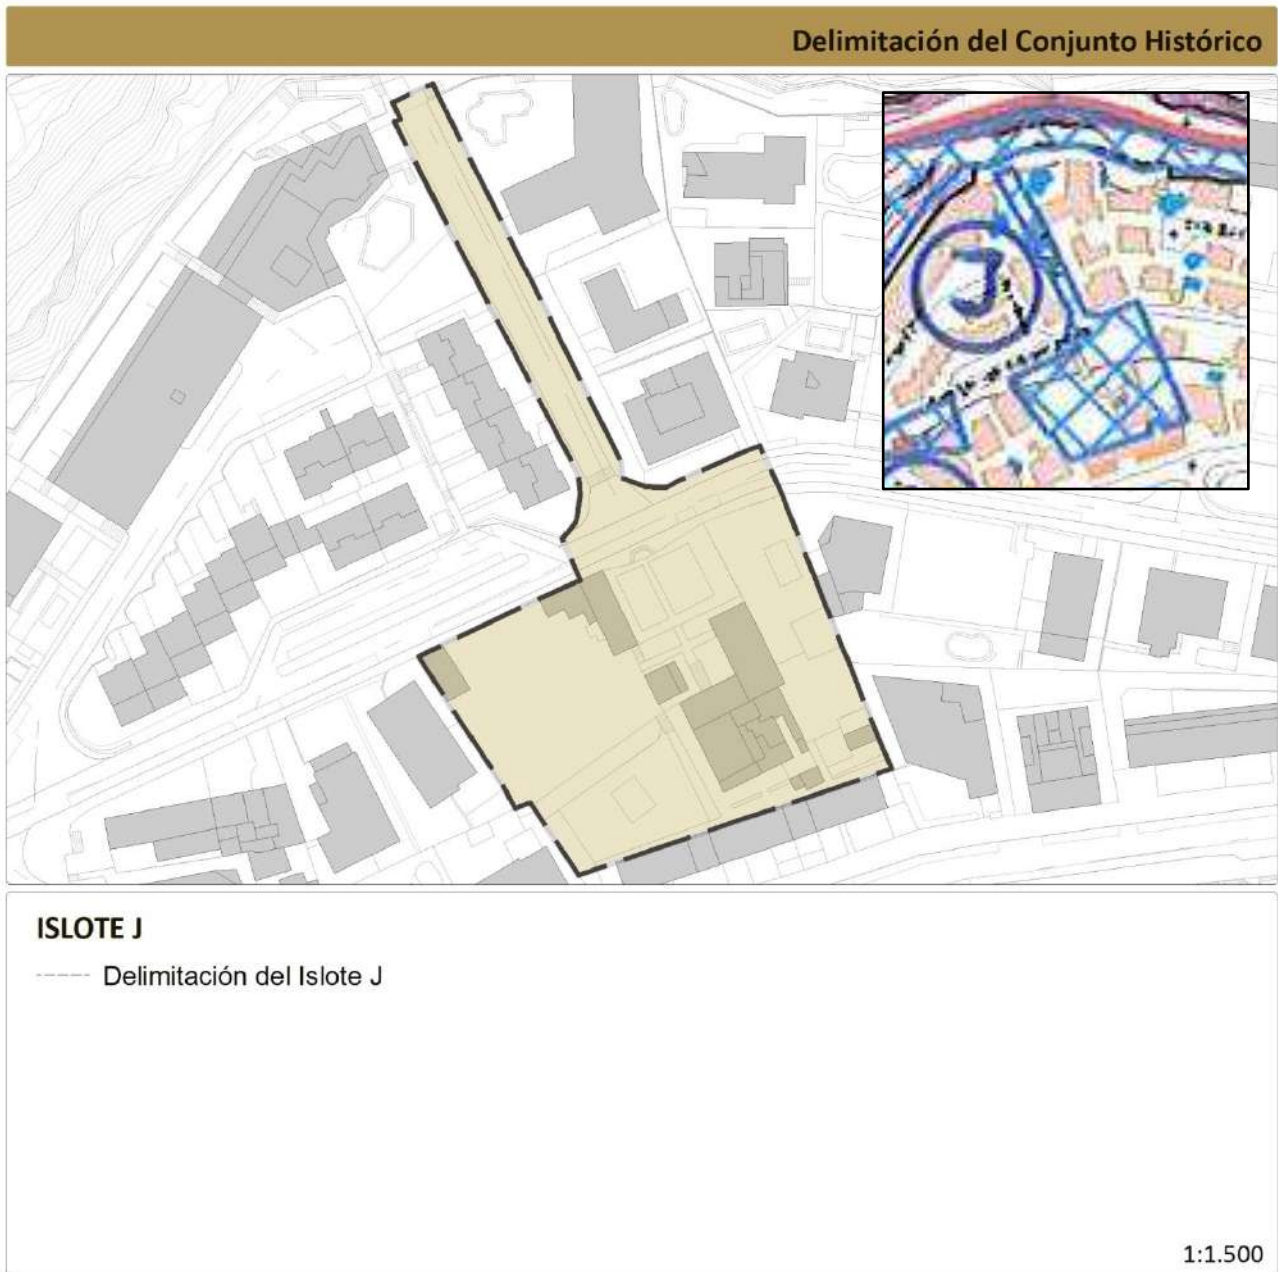 Delimitación del Conjunto Histórico
J
ISLOTE J
Delimitación del Islote J
1:1.500